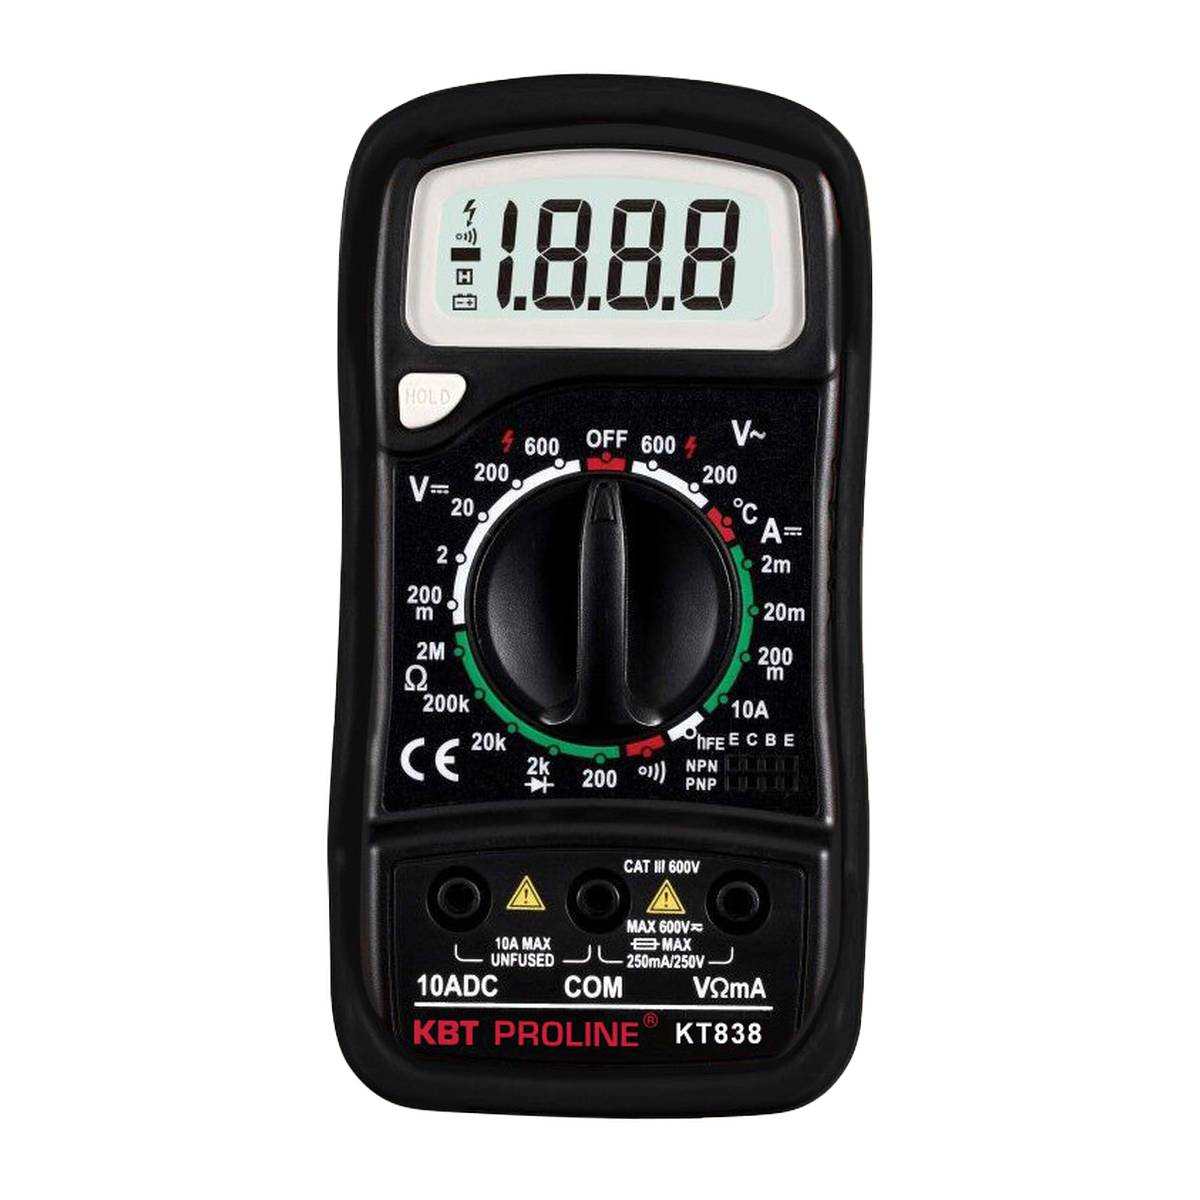 -1.8.8.8
HOLD
600 OFF 600
V~
200 200
V⎓ °C
20 A⎓
2 2m
200 m 20m
2M 200 m
Ω
200k 10A
20k hFE E C B E
CE 2k 200 NPN
PNP
CAT III 600V
MAX 600V≂
10A MAX MAX
UNFUSED 250mA/250V
10ADC COM VΩmA
KBT PROLINE® KT838